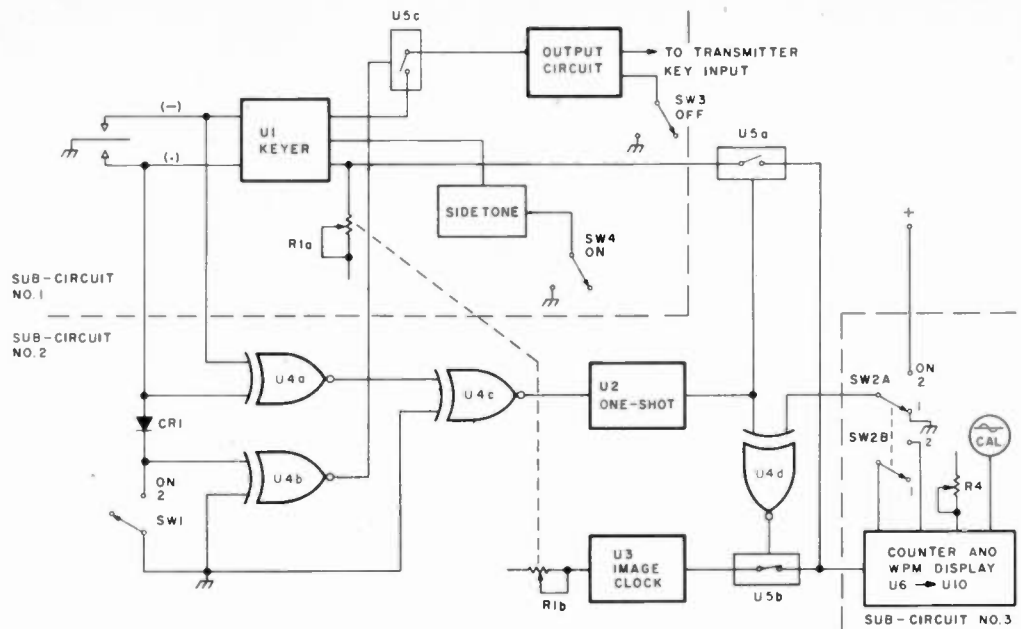 U5c
OUTPUT
CIRCUIT
TO TRANSMITTER
KEY INPUT
SW3
OFF
(—)
U1
KEYER
(·)
U5a
SIDETONE
R1a
SW4
ON
+
SUB-CIRCUIT
NO.1
SUB-CIRCUIT
NO.2
U4a
U4c
U2
ONE-SHOT
SW2A
ON
2
1
CR1
SW2B
2
1
CAL
U4b
U4d
R4
ON
2
SW1
U3
IMAGE
CLOCK
R1b
U5b
COUNTER AND
WPM DISPLAY
U6 → U10
SUB-CIRCUIT NO.3